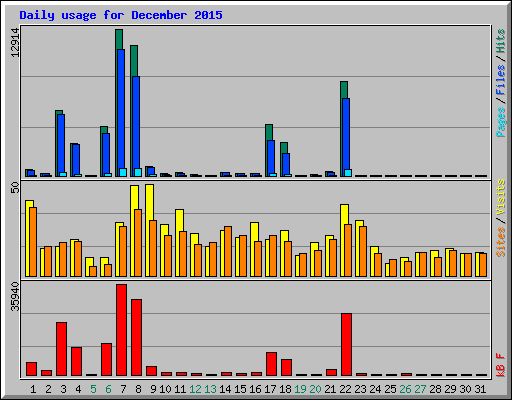 Daily usage for December 2015
12914
Pages / Files / Hits
50
Sites / Visits
35940
kB F
1 2 3 4 5 6 7 8 9 10 11 12 13 14 15 16 17 18 19 20 21 22 23 24 25 26 27 28 29 30 31